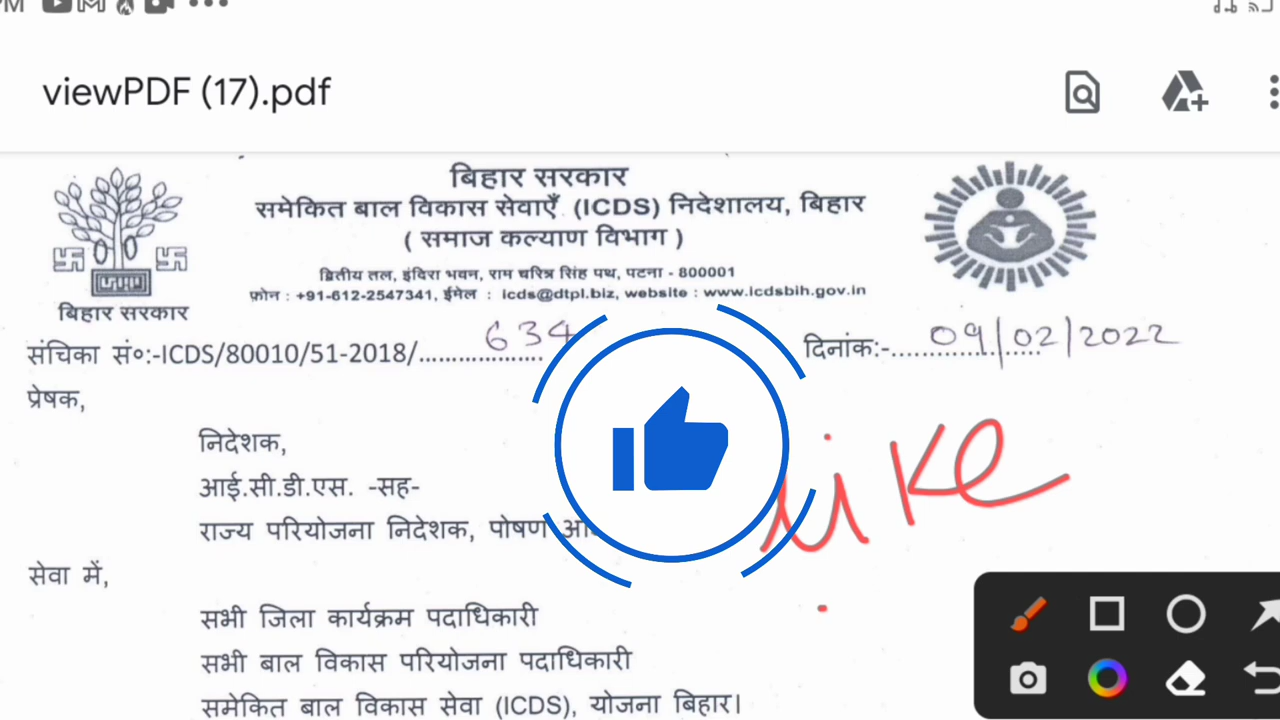 viewPDF (17).pdf
बिहार सरकार
समेकित बाल विकास सेवाएँ (ICDS) निदेशालय, बिहार
( समाज कल्याण विभाग )
द्वितीय तल, इंदिरा भवन, राम चरित्र सिंह पथ, पटना - 800001
फ़ोन : +91-612-2547341, ईमेल : icds@dtpl.biz, website : www.icdsbih.gov.in
बिहार सरकार
संचिका सं०:-ICDS/80010/51-2018/.................. 634
दिनांक:-.................. 09/02/2022
प्रेषक,
निदेशक,
आई.सी.डी.एस. -सह-
राज्य परियोजना निदेशक, पोषण
like
सेवा में,
सभी जिला कार्यक्रम पदाधिकारी
सभी बाल विकास परियोजना पदाधिकारी
समेकित बाल विकास सेवा (ICDS), योजना बिहार।